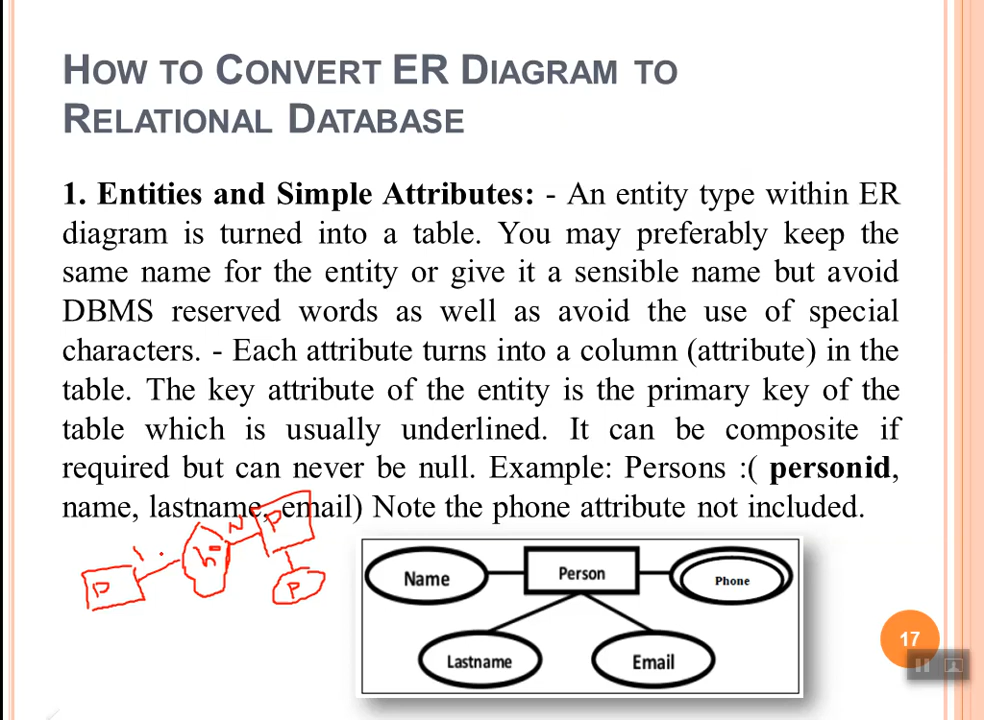 HOW TO CONVERT ER DIAGRAM TO
RELATIONAL DATABASE
1. Entities and Simple Attributes: - An entity type within ER
diagram is turned into a table. You may preferably keep the
same name for the entity or give it a sensible name but avoid
DBMS reserved words as well as avoid the use of special
characters. - Each attribute turns into a column (attribute) in the
table. The key attribute of the entity is the primary key of the
table which is usually underlined. It can be composite if
required but can never be null. Example: Persons :( personid,
name, lastname, email) Note the phone attribute not included.
P
1
h
N
P
P
Name
Person
Phone
Lastname
Email
17